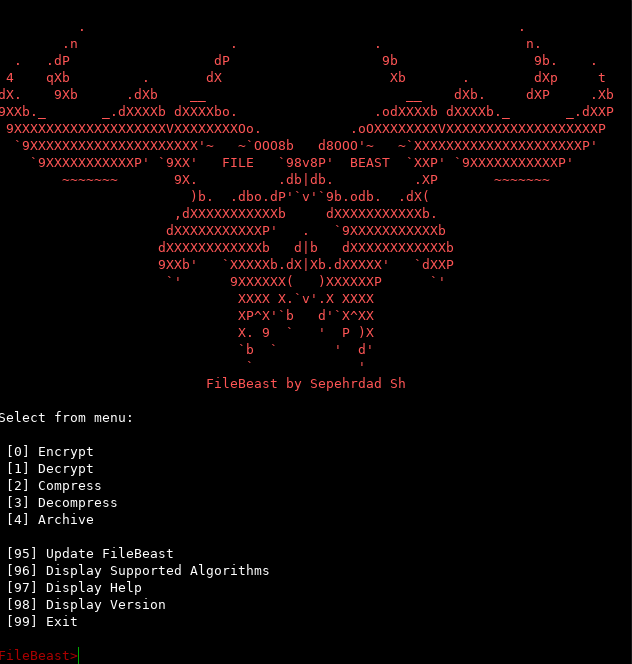 FILE BEAST
FileBeast by Sepehrdad Sh
Select from menu:
[0] Encrypt
[1] Decrypt
[2] Compress
[3] Decompress
[4] Archive
[95] Update FileBeast
[96] Display Supported Algorithms
[97] Display Help
[98] Display Version
[99] Exit
FileBeast>